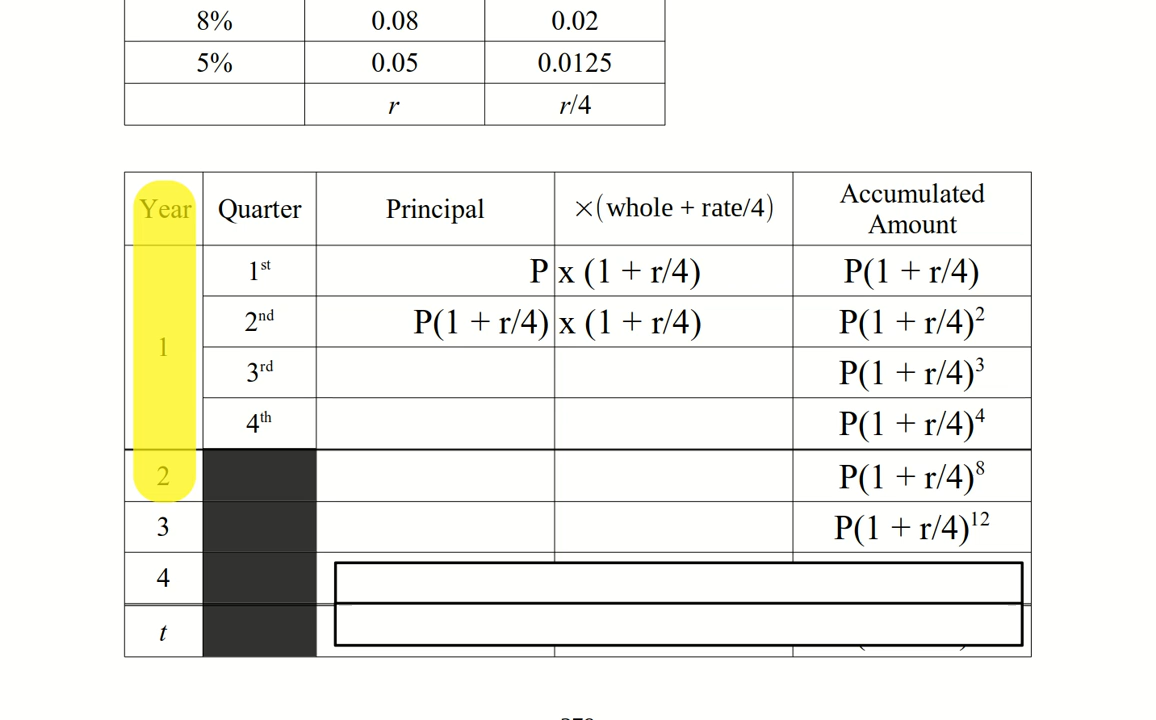 8% 0.08 0.02
5% 0.05 0.0125
r r/4
Year Quarter Principal ×(whole + rate/4) Accumulated Amount
1 1st P x (1 + r/4) P(1 + r/4)
2nd P(1 + r/4) x (1 + r/4) P(1 + r/4)²
3rd P(1 + r/4)³
4th P(1 + r/4)⁴
2 P(1 + r/4)⁸
3 P(1 + r/4)¹²
4
t